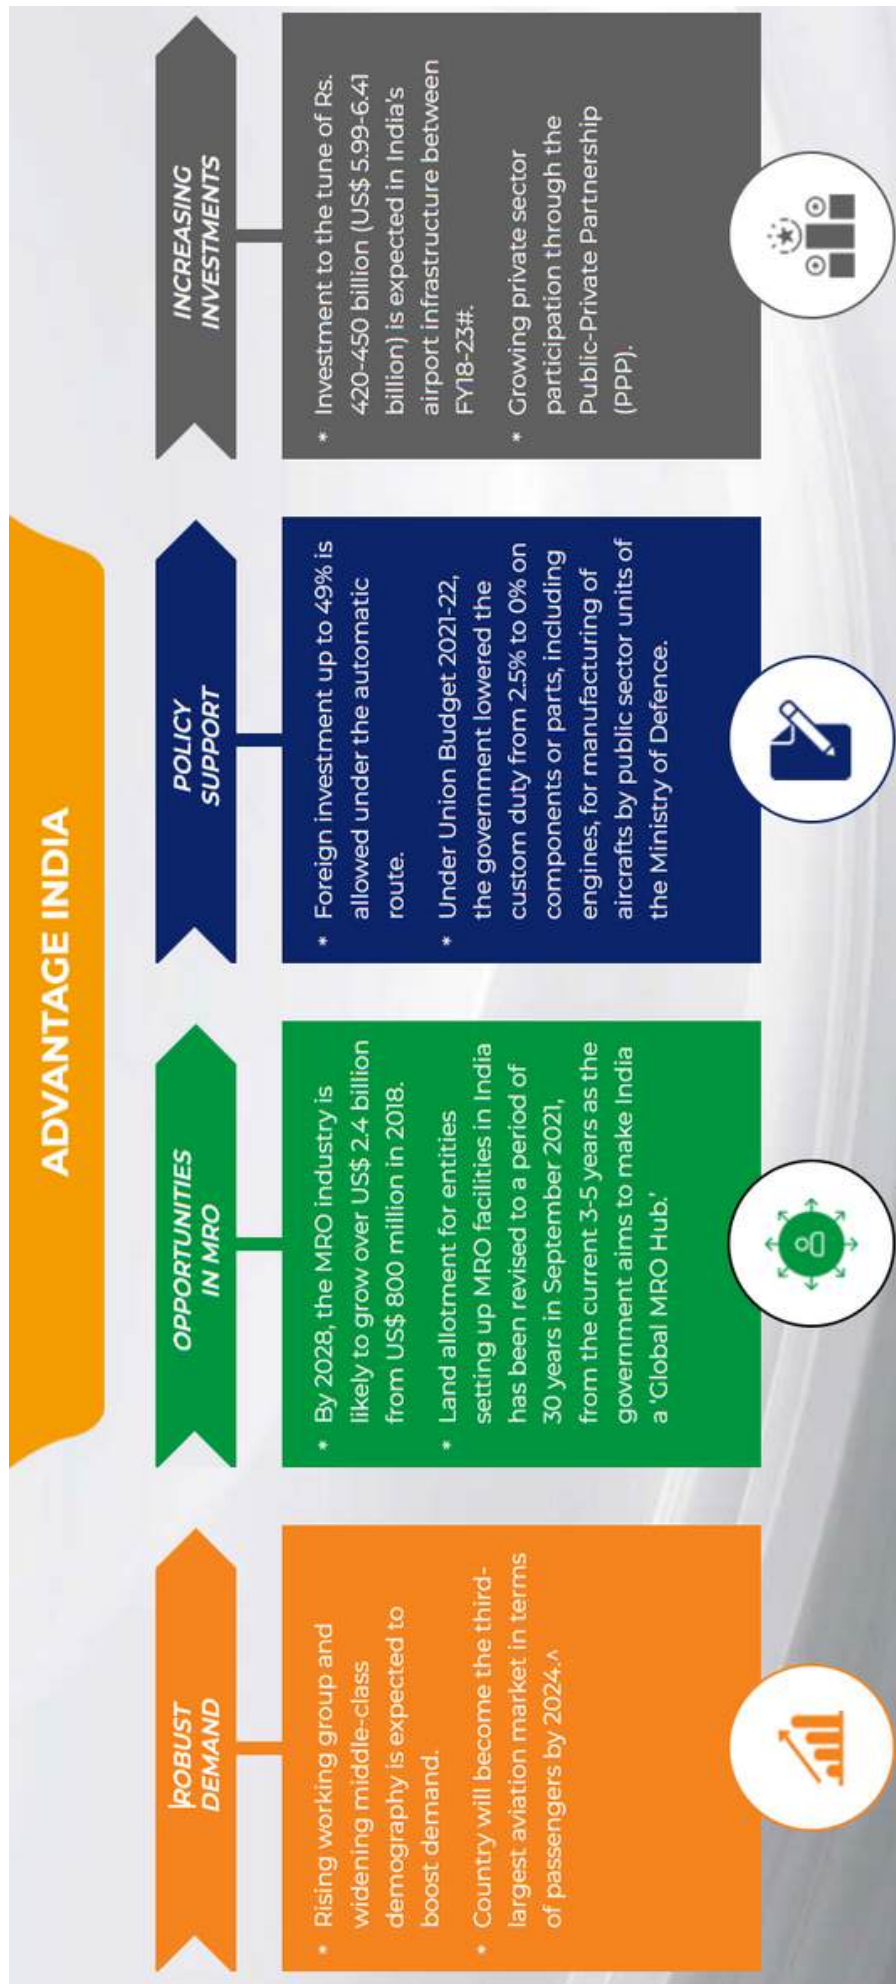 ADVANTAGE INDIA
ROBUST
DEMAND
* Rising working group and
widening middle-class
demography is expected to
boost demand.
* Country will become the third-
largest aviation market in terms
of passengers by 2024.^
OPPORTUNITIES
IN MRO
* By 2028, the MRO industry is
likely to grow over US$ 2.4 billion
from US$ 800 million in 2018.
* Land allotment for entities
setting up MRO facilities in India
has been revised to a period of
30 years in September 2021,
from the current 3-5 years as the
government aims to make India
a 'Global MRO Hub.'
POLICY
SUPPORT
* Foreign investment up to 49% is
allowed under the automatic
route.
* Under Union Budget 2021-22,
the government lowered the
custom duty from 2.5% to 0% on
components or parts, including
engines, for manufacturing of
aircrafts by public sector units of
the Ministry of Defence.
INCREASING
INVESTMENTS
* Investment to the tune of Rs.
420-450 billion (US$ 5.99-6.41
billion) is expected in India's
airport infrastructure between
FY18-23#.
* Growing private sector
participation through the
Public-Private Partnership
(PPP).